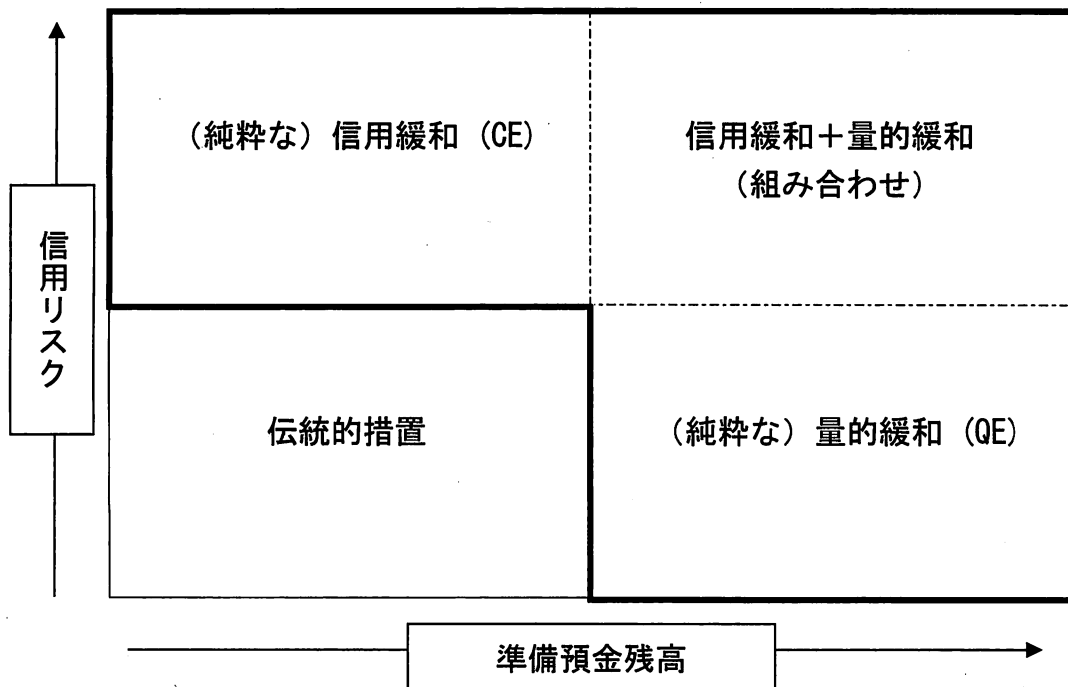 （純粋な）信用緩和（CE）
信用緩和＋量的緩和
（組み合わせ）
信用リスク
伝統的措置
（純粋な）量的緩和（QE）
準備預金残高